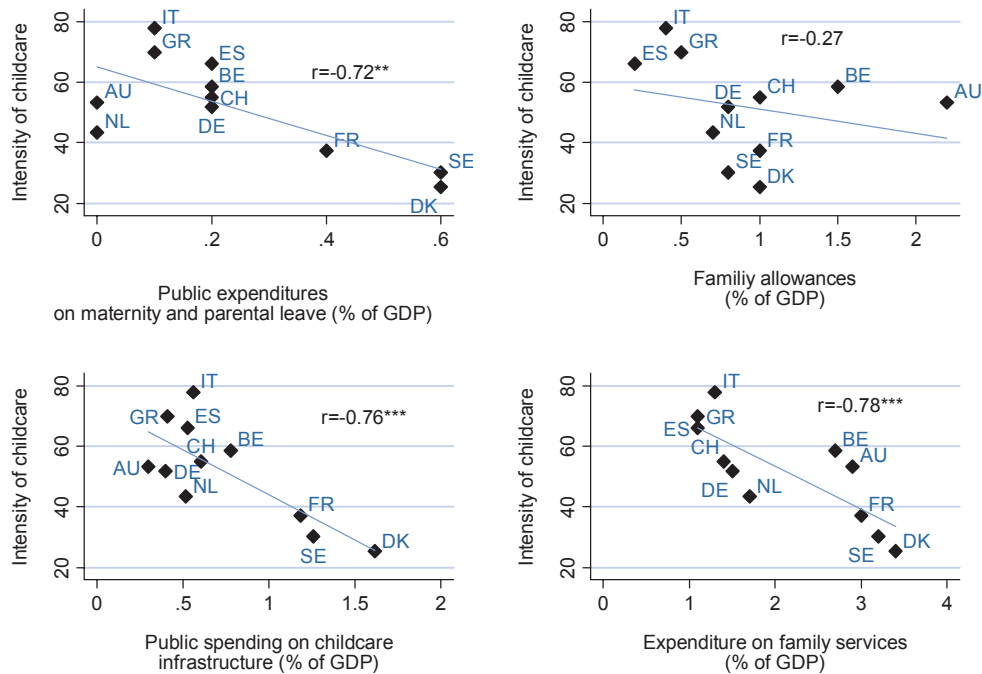 Intensity of childcare
80
60
40
20
IT
GR
ES
BE
CH
DE
AU
NL
FR
SE
DK
r=-0.72**
0
.2
.4
.6
Public expenditures
on maternity and parental leave (% of GDP)
Intensity of childcare
80
60
40
20
IT
GR
ES
r=-0.27
BE
AU
CH
DE
NL
FR
SE
DK
0
.5
1
1.5
2
Familiy allowances
(% of GDP)
Intensity of childcare
80
60
40
20
IT
GR
ES
r=-0.76***
BE
CH
AU
DE
NL
FR
SE
DK
0
.5
1
1.5
2
Public spending on childcare
infrastructure (% of GDP)
Intensity of childcare
80
60
40
20
IT
GR
ES
r=-0.78***
BE
AU
CH
DE
NL
FR
SE
DK
0
1
2
3
4
Expenditure on family services
(% of GDP)